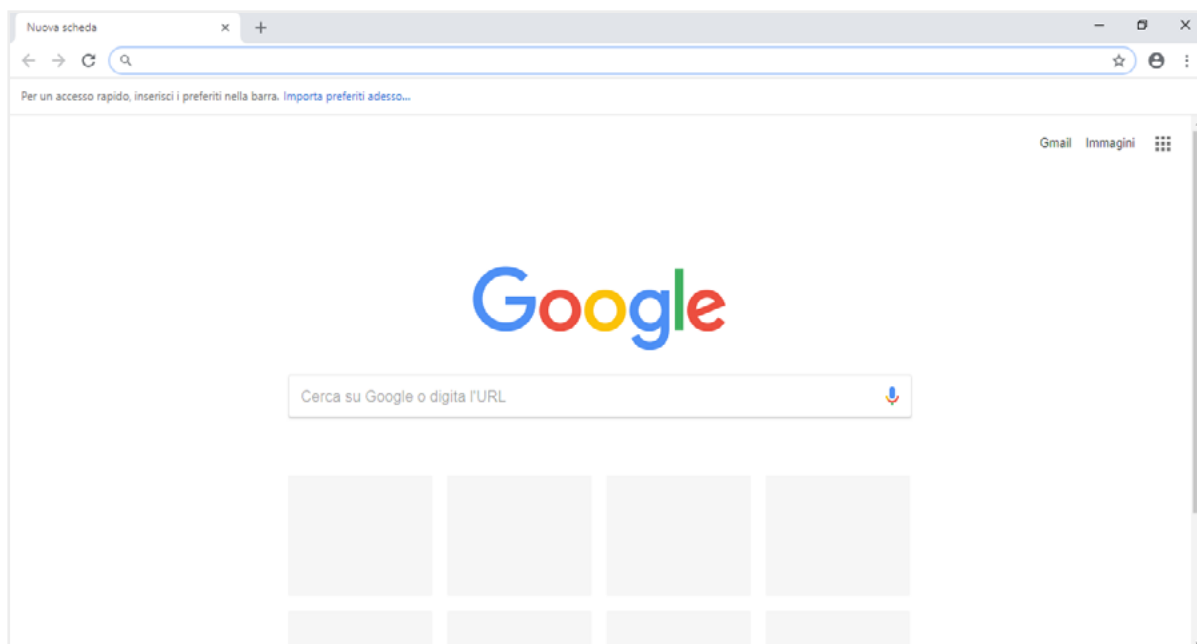 Nuova scheda
Per un accesso rapido, inserisci i preferiti nella barra. Importa preferiti adesso...
Gmail Immagini
Google
Cerca su Google o digita l'URL